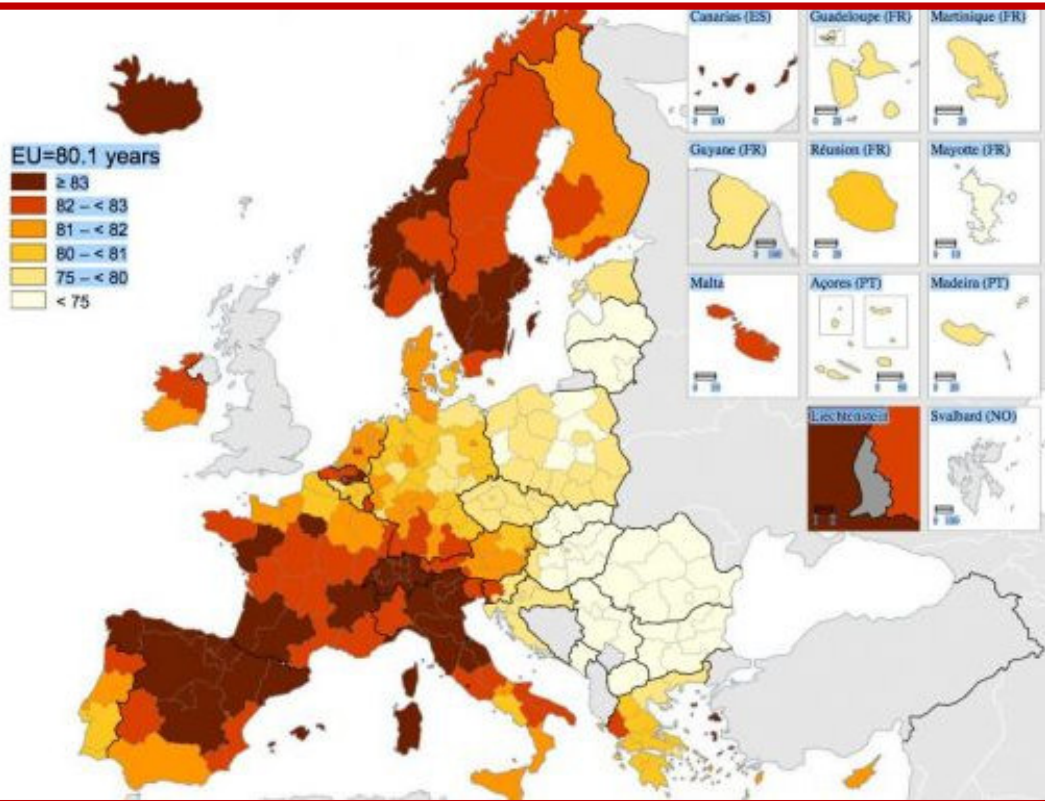 Canarias (ES)
Guadeloupe (FR)
Martinique (FR)
EU=80.1 years
≥ 83
82 – < 83
81 – < 82
80 – < 81
75 – < 80
< 75
Guyane (FR)
Réunion (FR)
Mayotte (FR)
Malta
Açores (PT)
Madeira (PT)
Liechtenstein
Svalbard (NO)